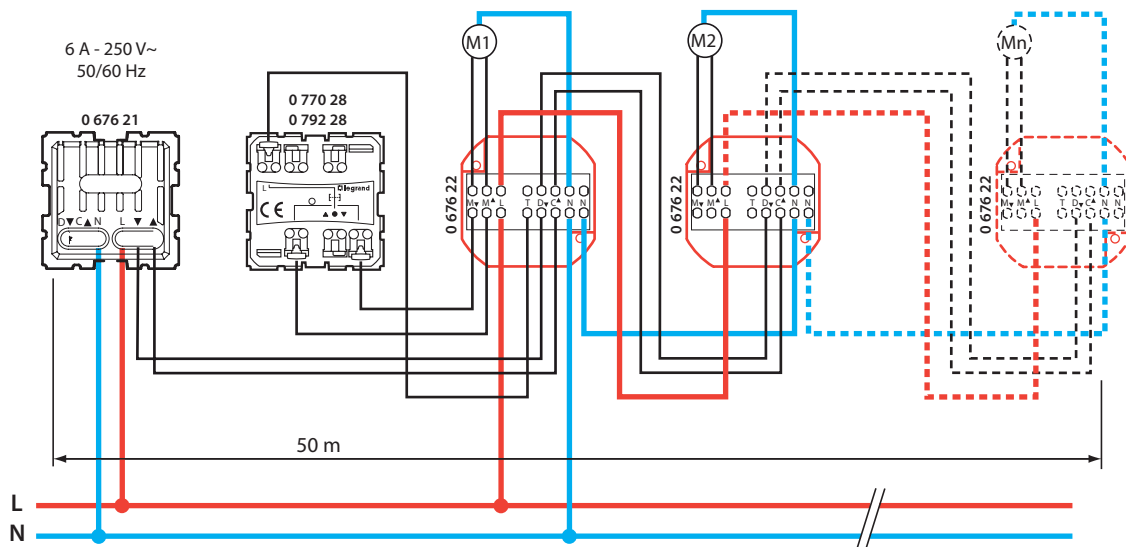 6 A - 250 V~
50/60 Hz
0 676 21
0 770 28
0 792 28
M1
M2
Mn
D▼ C▲ N L ▼ ▲
L
legrand
CE
▲ ● ▼
0 676 22
M▼ M▲ L T D▼ C▲ N N
0 676 22
M▼ M▲ L T D▼ C▲ N N
0 676 22
M▼ M▲ L T D▼ C▲ N N
50 m
L
N